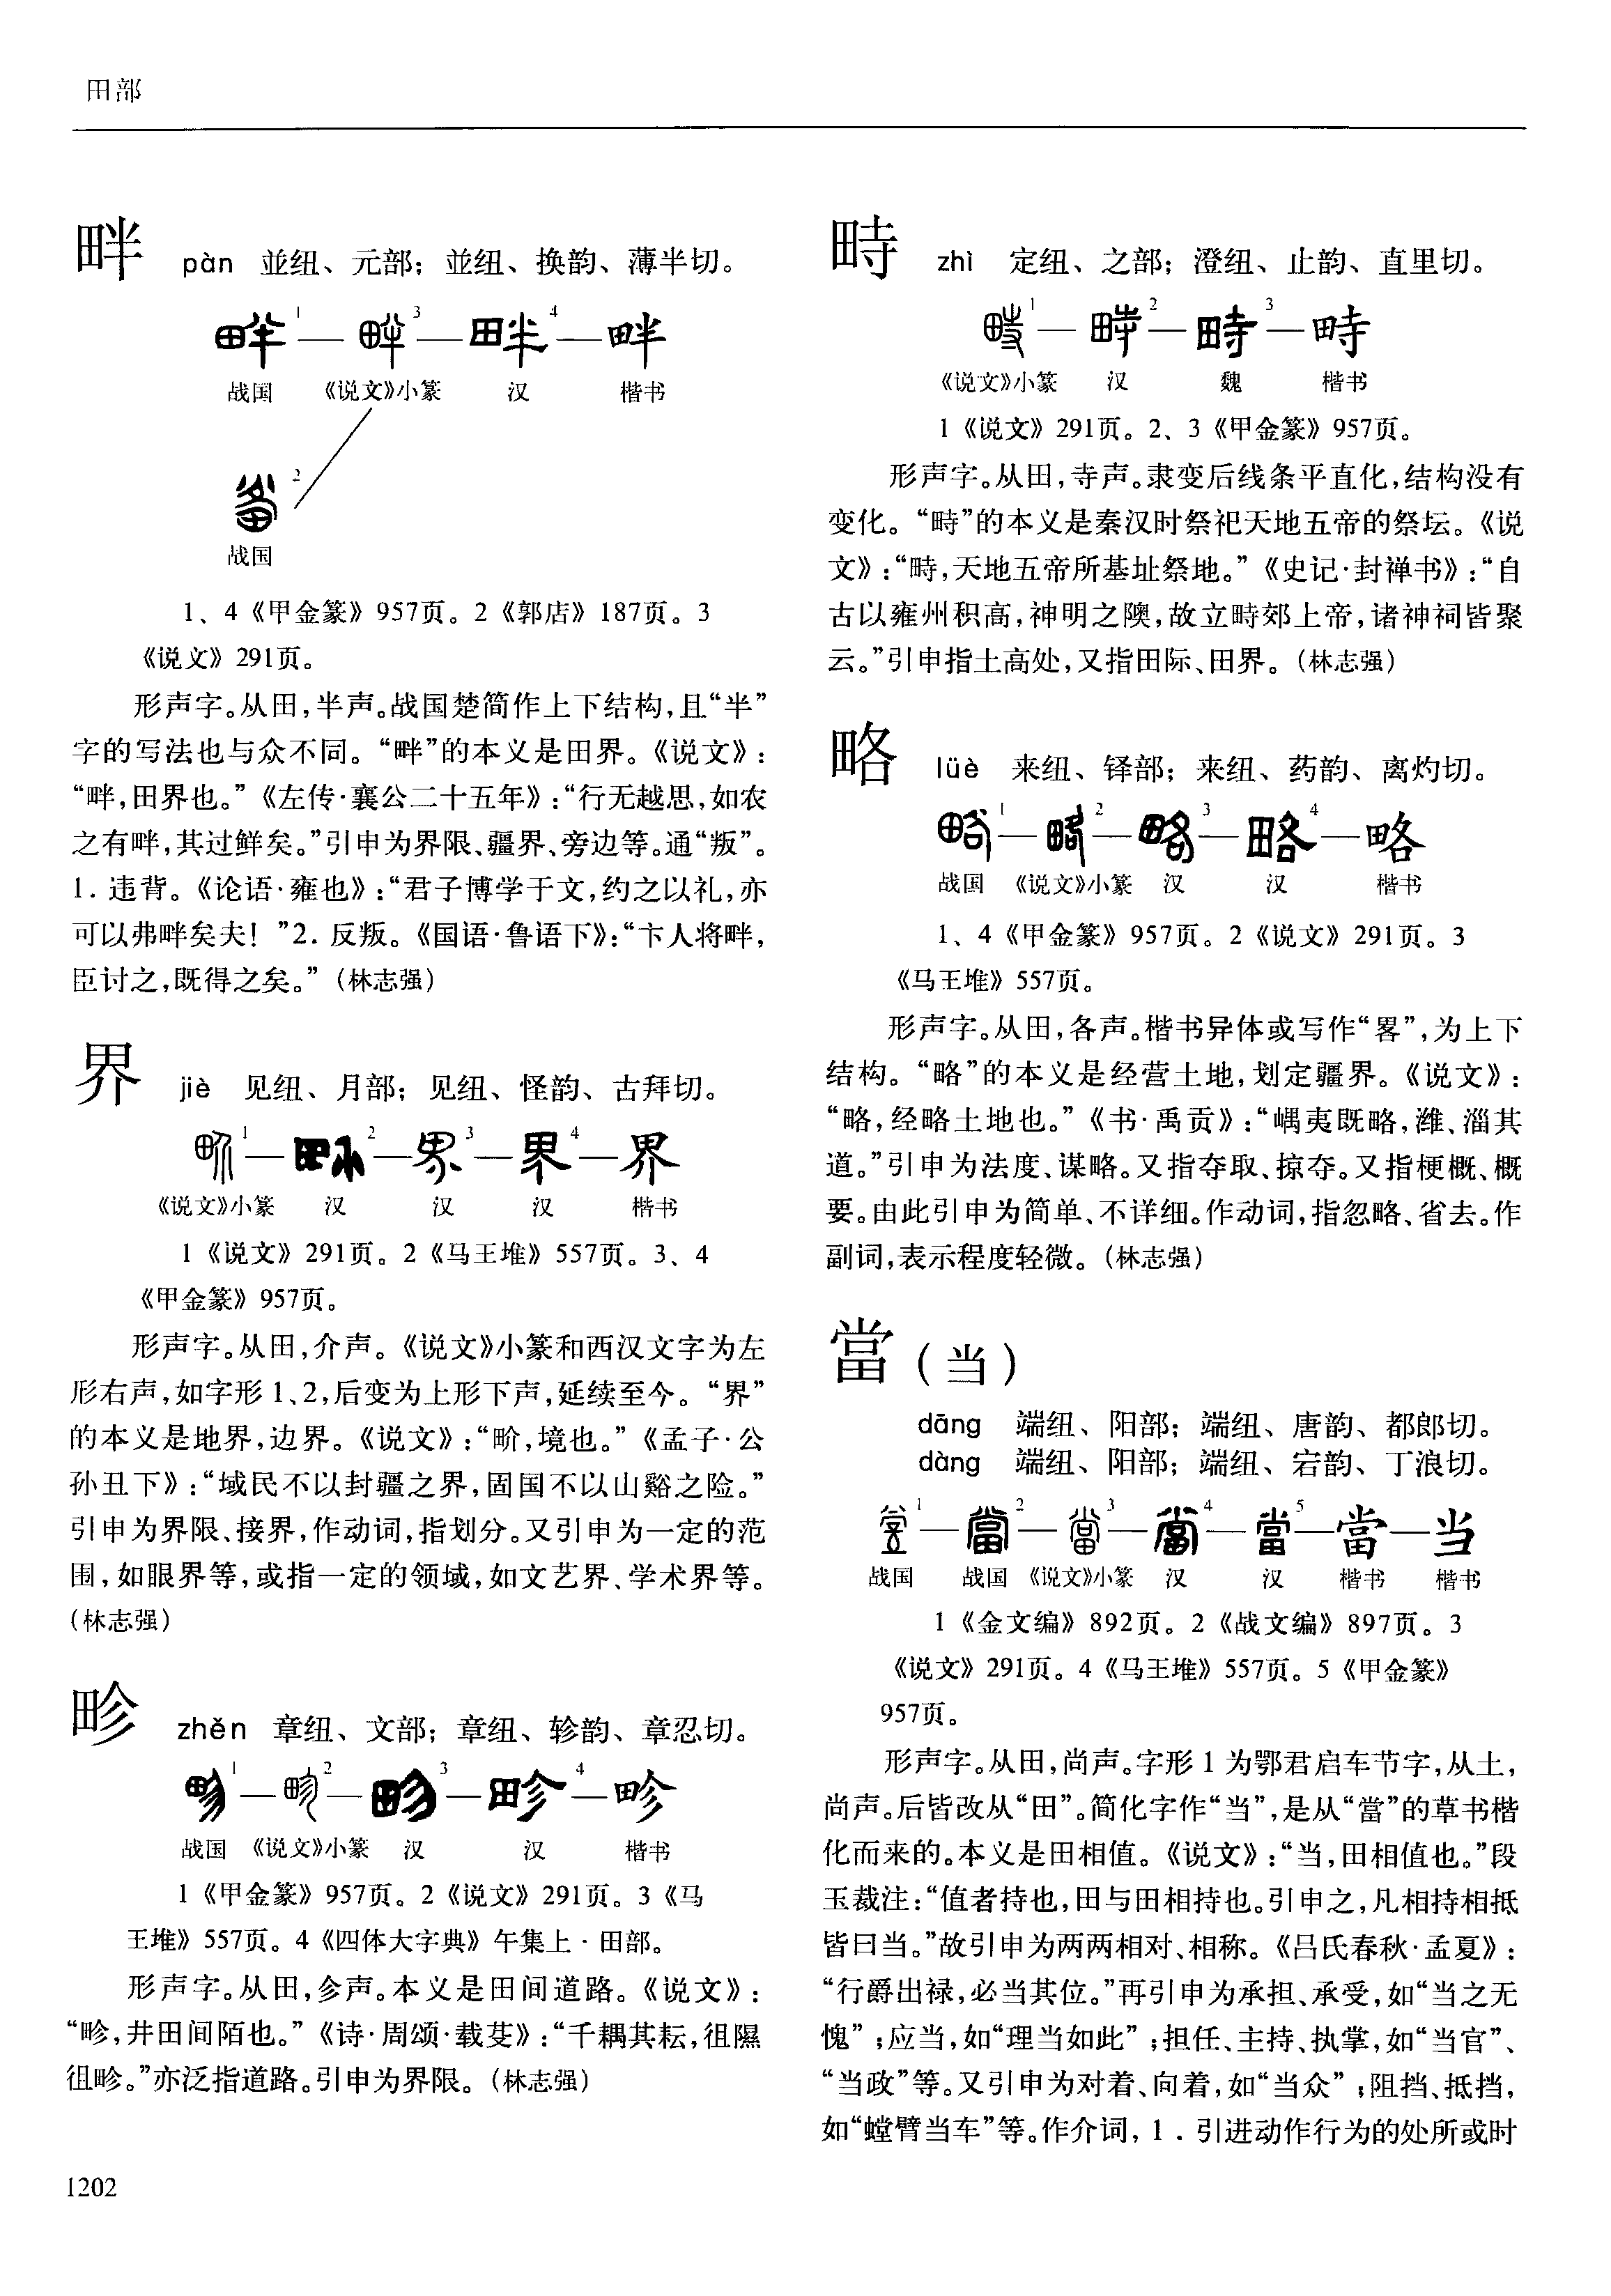 田部
畔 pàn 並纽、元部；並纽、换韵、薄半切。
畔1—畔3—畔4—畔
战国 《说文》小篆 汉 楷书
畔2
战国
1、4《甲金篆》957页。2《郭店》187页。3
《说文》291页。
形声字。从田，半声。战国楚简作上下结构，且“半”
字的写法也与众不同。“畔”的本义是田界。《说文》：
“畔，田界也。”《左传·襄公二十五年》：“行无越思，如农
之有畔，其过鲜矣。”引申为界限、疆界、旁边等。通“叛”。
1. 违背。《论语·雍也》：“君子博学于文，约之以礼，亦
可以弗畔矣夫！”2. 反叛。《国语·鲁语下》：“卞人将畔，
臣讨之，既得之矣。”（林志强）
界 jiè 见纽、月部；见纽、怪韵、古拜切。
畍1—畍2—界3—界4—界
《说文》小篆 汉 汉 汉 楷书
1《说文》291页。2《马王堆》557页。3、4
《甲金篆》957页。
形声字。从田，介声。《说文》小篆和西汉文字为左
形右声，如字形1、2，后变为上形下声，延续至今。“界”
的本义是地界，边界。《说文》：“畍，境也。”《孟子·公
孙丑下》：“域民不以封疆之界，固国不以山谿之险。”
引申为界限、接界，作动词，指划分。又引申为一定的范
围，如眼界等，或指一定的领域，如文艺界、学术界等。
（林志强）
畛 zhěn 章纽、文部；章纽、轸韵、章忍切。
畛1—畛2—畛3—畛4—畛
战国 《说文》小篆 汉 汉 楷书
1《甲金篆》957页。2《说文》291页。3《马
王堆》557页。4《四体大字典》午集上·田部。
形声字。从田，㐱声。本义是田间道路。《说文》：
“畛，井田间陌也。”《诗·周颂·载芟》：“千耦其耘，徂隰
徂畛。”亦泛指道路。引申为界限。（林志强）
1202
畤 zhì 定纽、之部；澄纽、止韵、直里切。
畤1—畤2—畤3—畤
《说文》小篆 汉 魏 楷书
1《说文》291页。2、3《甲金篆》957页。
形声字。从田，寺声。隶变后线条平直化，结构没有
变化。“畤”的本义是秦汉时祭祀天地五帝的祭坛。《说
文》：“畤，天地五帝所基址祭地。”《史记·封禅书》：“自
古以雍州积高，神明之隩，故立畤郊上帝，诸神祠皆聚
云。”引申指土高处，又指田际、田界。（林志强）
略 lüè 来纽、铎部；来纽、药韵、离灼切。
略1—略2—略3—略4—略
战国 《说文》小篆 汉 汉 楷书
1、4《甲金篆》957页。2《说文》291页。3
《马王堆》557页。
形声字。从田，各声。楷书异体或写作“畧”，为上下
结构。“略”的本义是经营土地，划定疆界。《说文》：
“略，经略土地也。”《书·禹贡》：“嵎夷既略，潍、淄其
道。”引申为法度、谋略。又指夺取、掠夺。又指梗概、概
要。由此引申为简单、不详细。作动词，指忽略、省去。作
副词，表示程度轻微。（林志强）
當（当）
dāng 端纽、阳部；端纽、唐韵、都郎切。
dàng 端纽、阳部；端纽、宕韵、丁浪切。
堂1—當2—當3—當4—當5—當—当
战国 战国 《说文》小篆 汉 汉 楷书 楷书
1《金文编》892页。2《战文编》897页。3
《说文》291页。4《马王堆》557页。5《甲金篆》
957页。
形声字。从田，尚声。字形1为鄂君启车节字，从土，
尚声。后皆改从“田”。简化字作“当”，是从“當”的草书楷
化而来的。本义是田相值。《说文》：“当，田相值也。”段
玉裁注：“值者持也，田与田相持也。引申之，凡相持相抵
皆曰当。”故引申为两两相对、相称。《吕氏春秋·孟夏》：
“行爵出禄，必当其位。”再引申为承担、承受，如“当之无
愧”；应当，如“理当如此”；担任、主持、执掌，如“当官”、
“当政”等。又引申为对着、向着，如“当众”；阻挡、抵挡，
如“螳臂当车”等。作介词，1．引进动作行为的处所或时